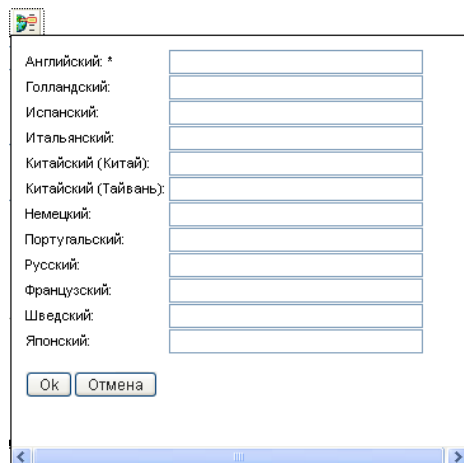 Английский: *
Голландский:
Испанский:
Итальянский:
Китайский (Китай):
Китайский (Тайвань):
Немецкий:
Португальский:
Русский:
Французский:
Шведский:
Японский:
Ok Отмена